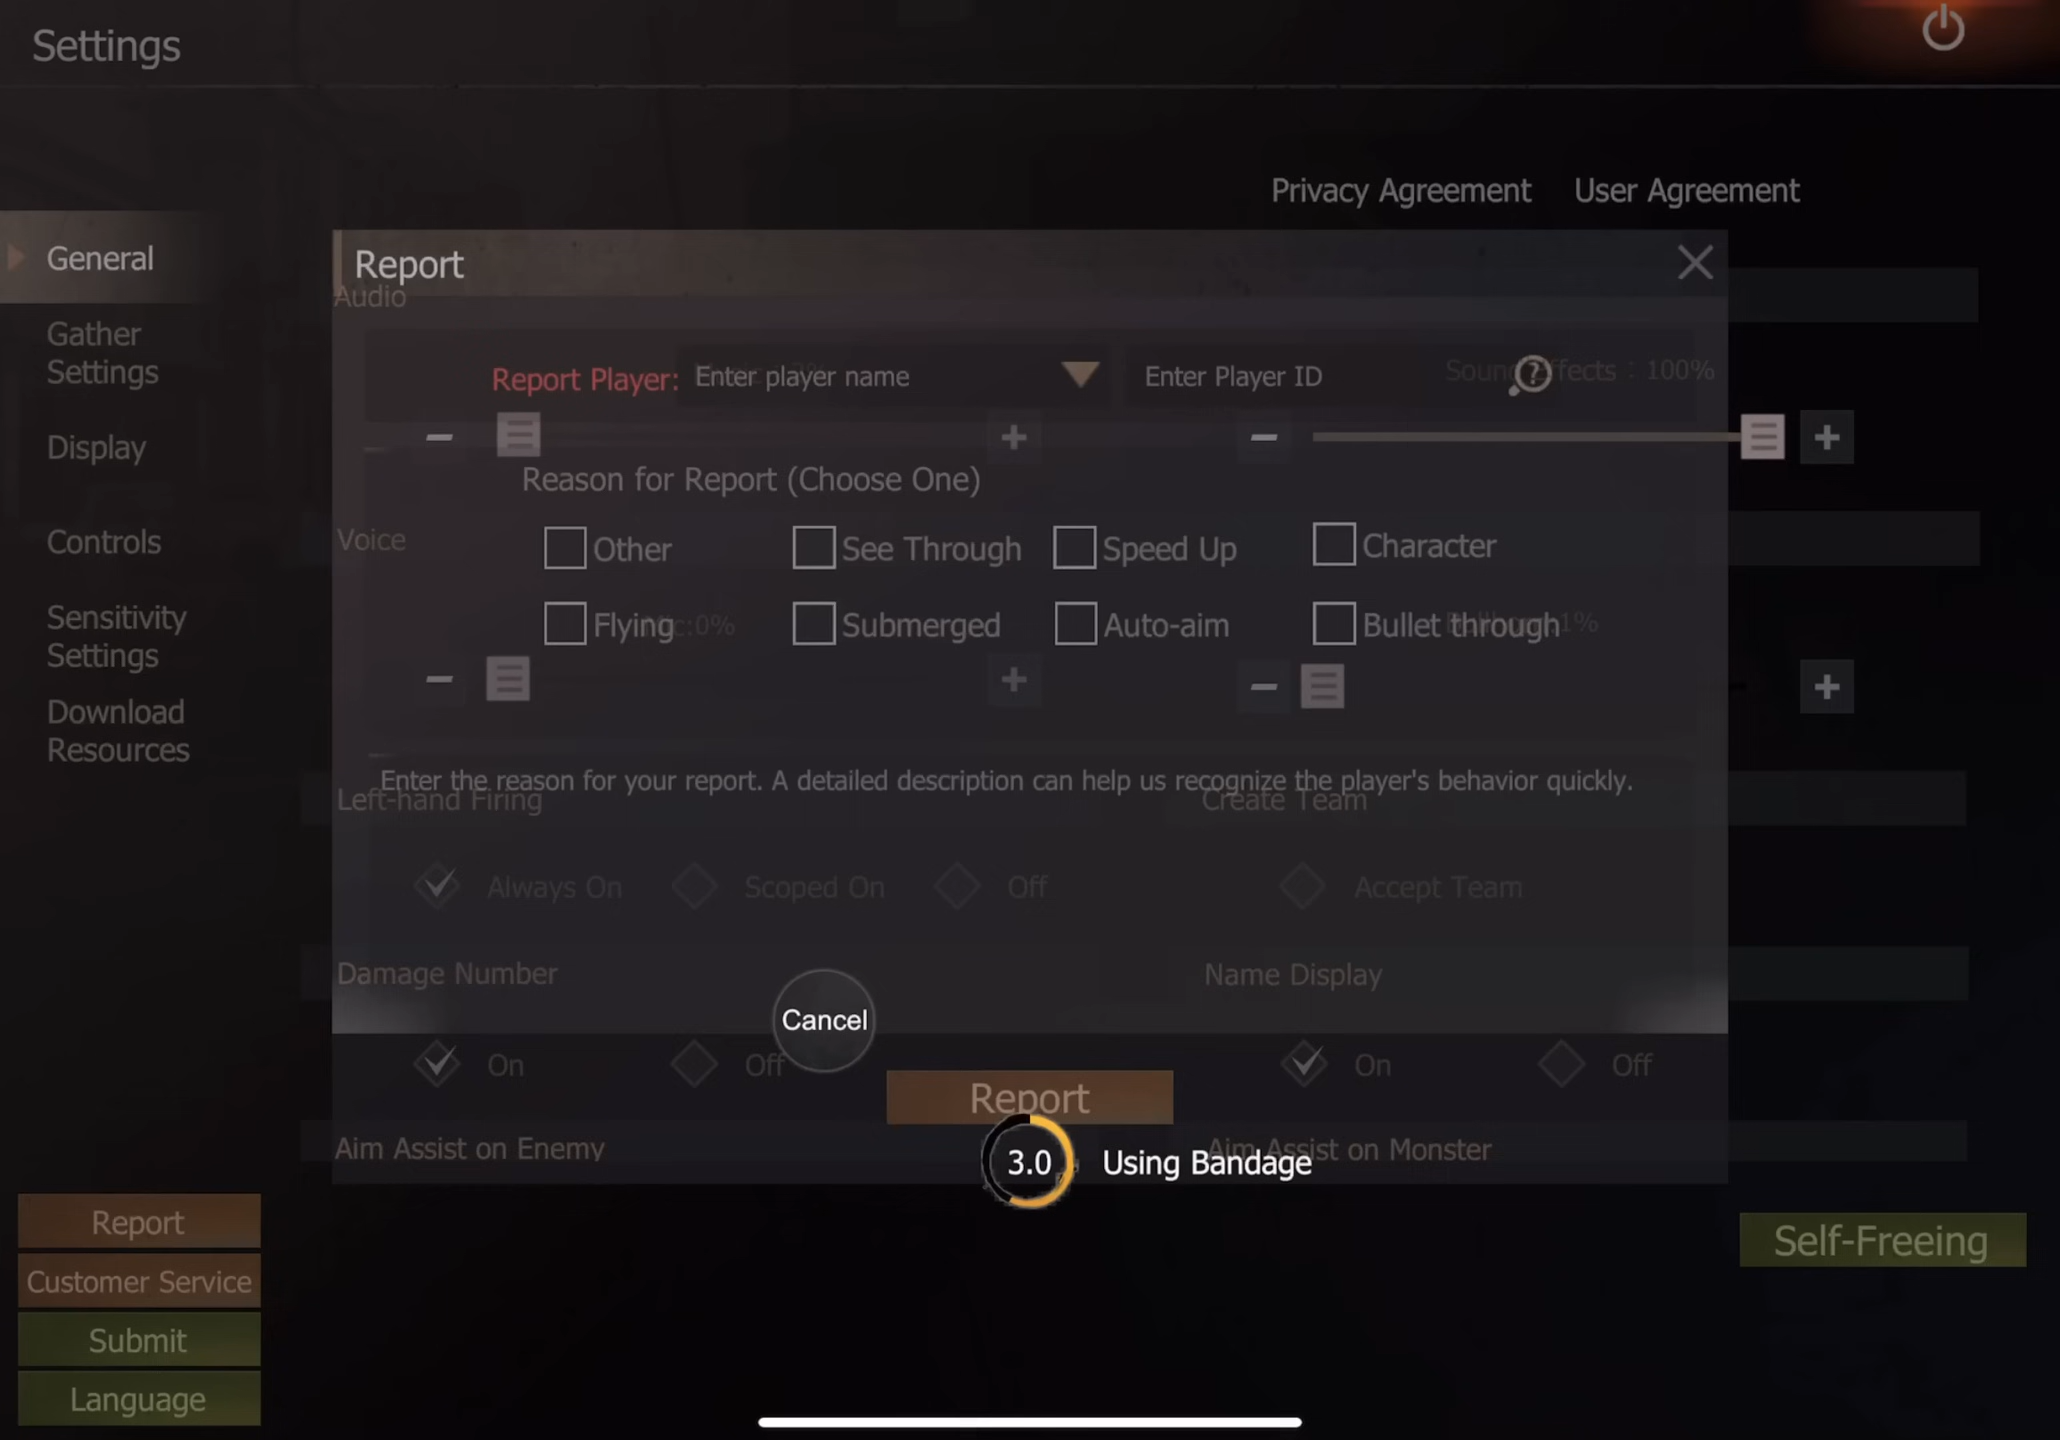 Settings
Privacy Agreement User Agreement
General
Report
Audio
Gather
Settings
Report Player: Enter player name Enter Player ID
Sound Effects : 100%
Display
Reason for Report (Choose One)
Controls
Voice
Other See Through Speed Up Character
Sensitivity
Settings
Flying Submerged Auto-aim Bullet through
:0%
1%
Download
Resources
Enter the reason for your report. A detailed description can help us recognize the player's behavior quickly.
Left-hand Firing Create Team
Always On Scoped On Off Accept Team
Damage Number Name Display
Cancel
On Off On Off
Report
Aim Assist on Enemy Aim Assist on Monster
3.0 Using Bandage
Report
Self-Freeing
Customer Service
Submit
Language